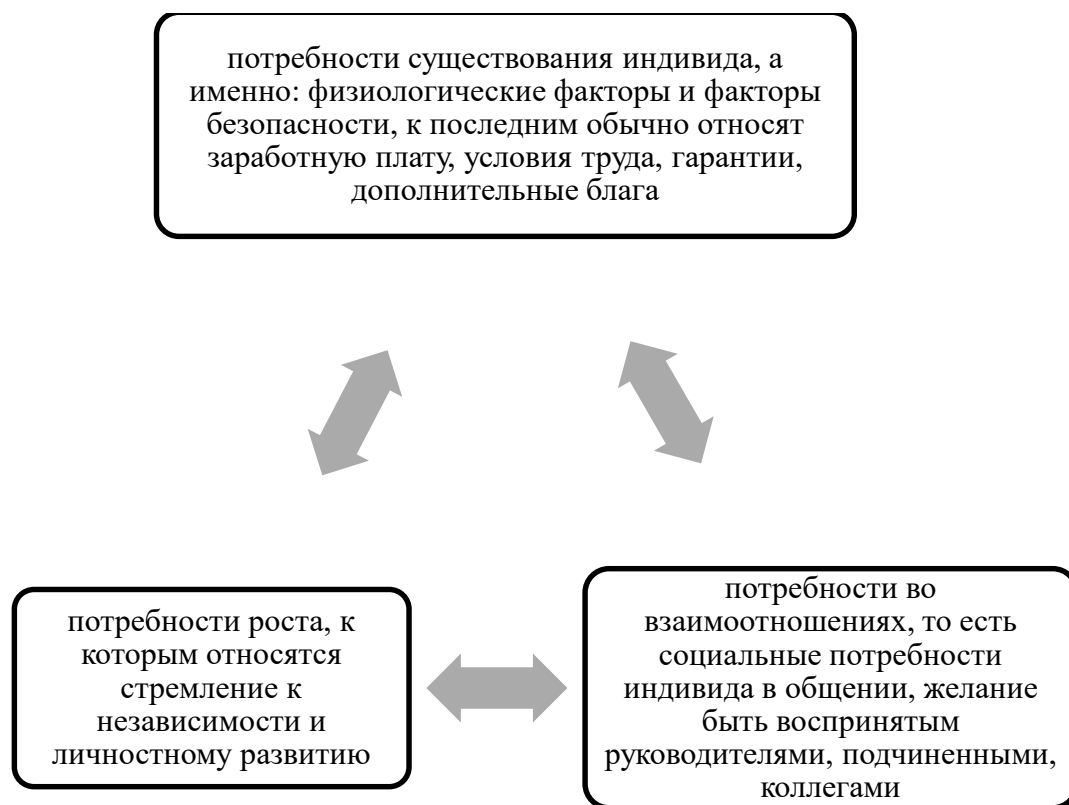 потребности существования индивида, а
именно: физиологические факторы и факторы
безопасности, к последним обычно относят
заработную плату, условия труда, гарантии,
дополнительные блага
потребности роста, к
которым относятся
стремление к
независимости и
личностному развитию
потребности во
взаимоотношениях, то есть
социальные потребности
индивида в общении, желание
быть воспринятым
руководителями, подчиненными,
коллегами